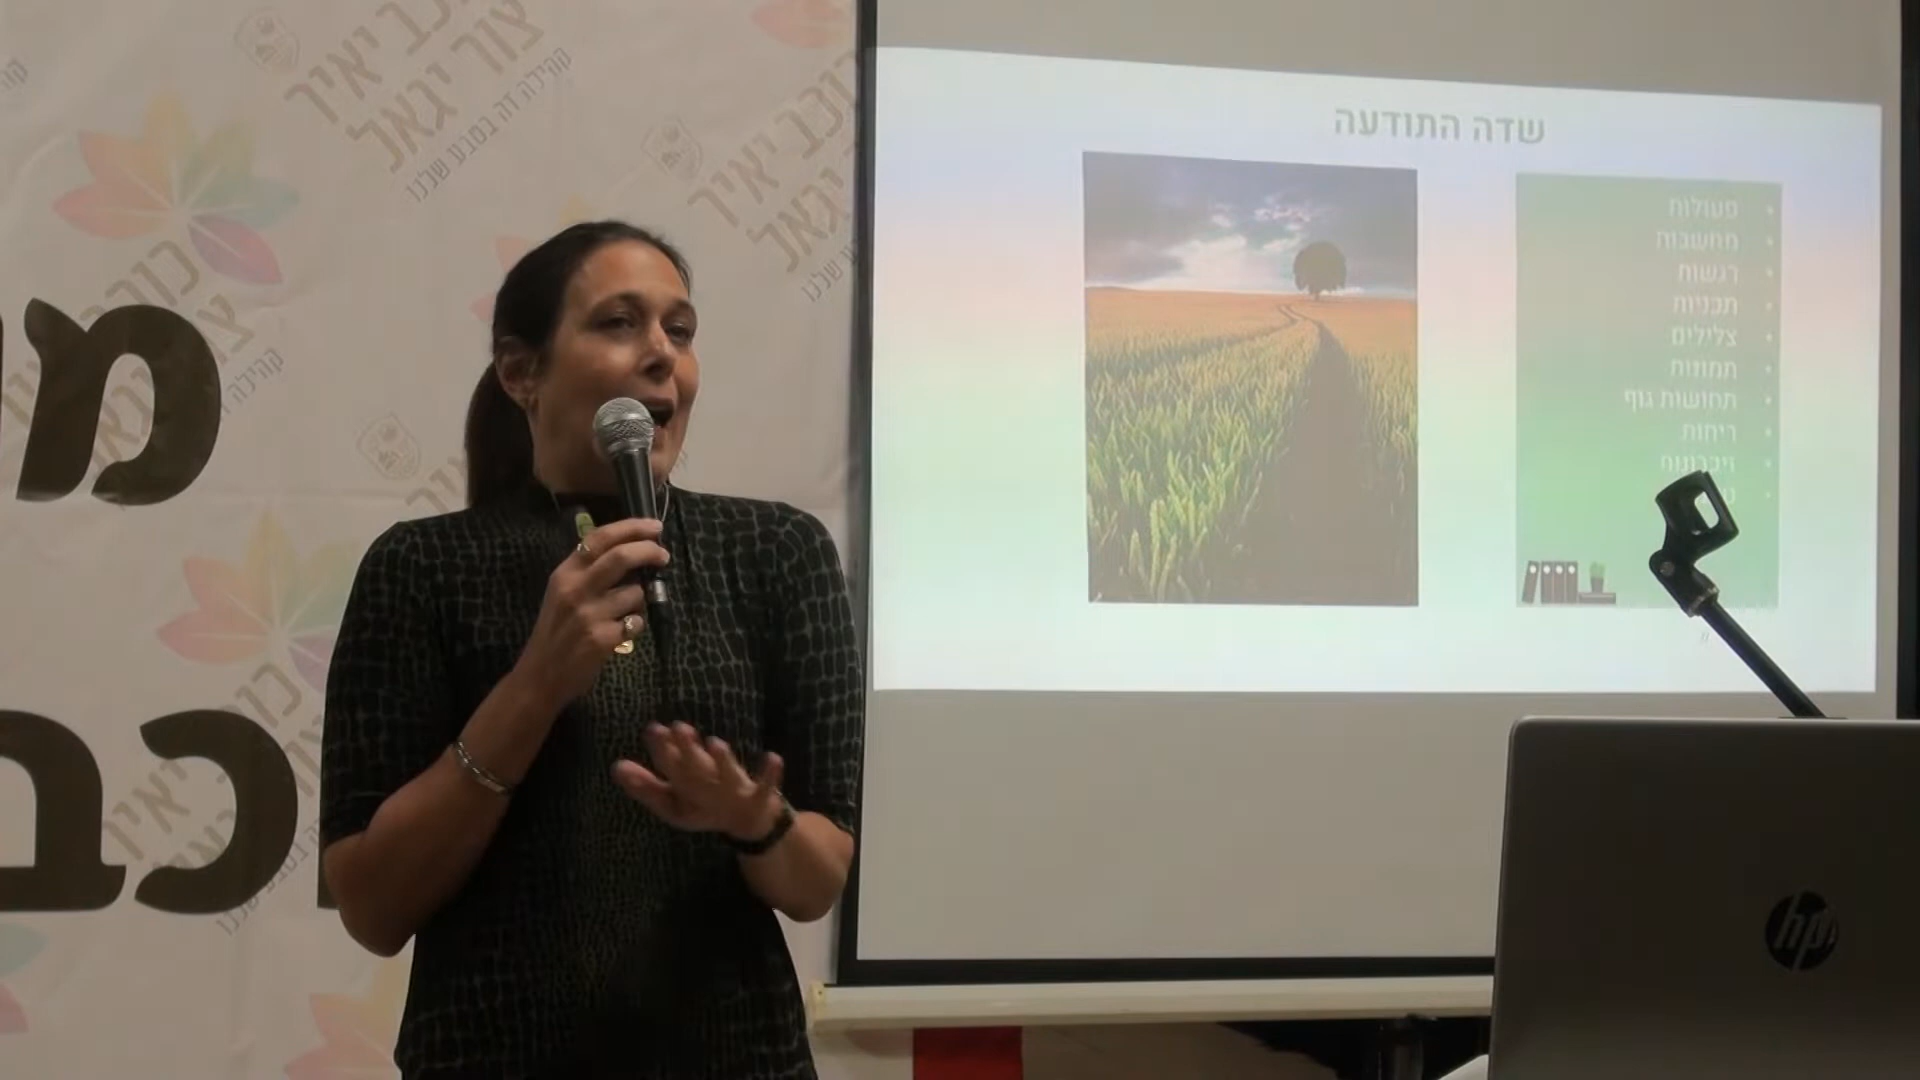 שדה התודעה
• פעולות
• מחשבות
• רגשות
• תכניות
• צלילים
• תמונות
• תחושות גוף
• ריחות
• זיכרונות
כוכב יאיר
צור יגאל
קהילה זה בטבע שלנו
hp